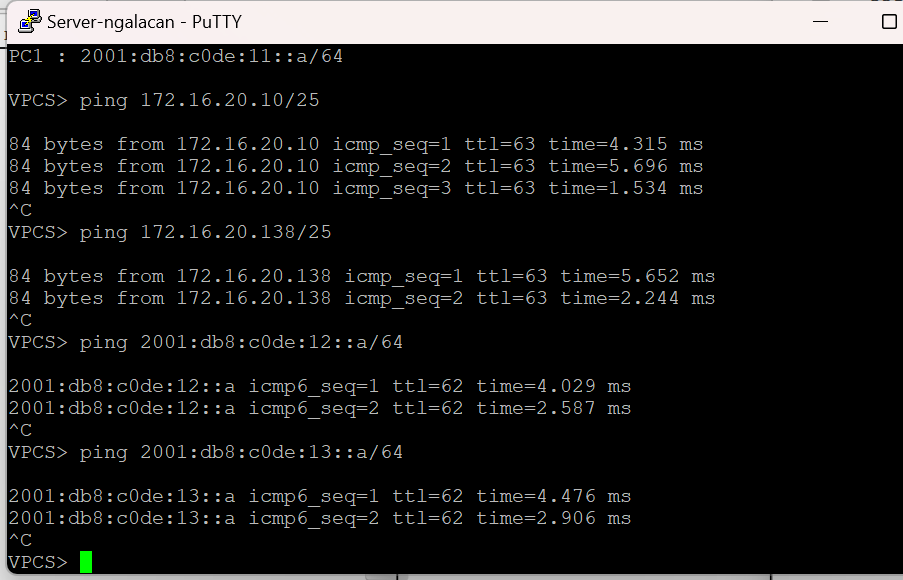 Server-ngalacan - PuTTY
PC1 : 2001:db8:c0de:11::a/64
VPCS> ping 172.16.20.10/25
84 bytes from 172.16.20.10 icmp_seq=1 ttl=63 time=4.315 ms
84 bytes from 172.16.20.10 icmp_seq=2 ttl=63 time=5.696 ms
84 bytes from 172.16.20.10 icmp_seq=3 ttl=63 time=1.534 ms
^C
VPCS> ping 172.16.20.138/25
84 bytes from 172.16.20.138 icmp_seq=1 ttl=63 time=5.652 ms
84 bytes from 172.16.20.138 icmp_seq=2 ttl=63 time=2.244 ms
^C
VPCS> ping 2001:db8:c0de:12::a/64
2001:db8:c0de:12::a icmp6_seq=1 ttl=62 time=4.029 ms
2001:db8:c0de:12::a icmp6_seq=2 ttl=62 time=2.587 ms
^C
VPCS> ping 2001:db8:c0de:13::a/64
2001:db8:c0de:13::a icmp6_seq=1 ttl=62 time=4.476 ms
2001:db8:c0de:13::a icmp6_seq=2 ttl=62 time=2.906 ms
^C
VPCS>